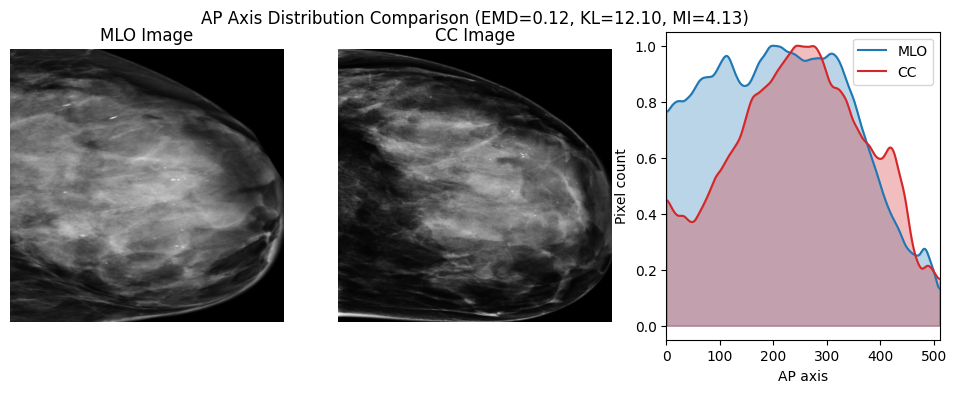 AP Axis Distribution Comparison (EMD=0.12, KL=12.10, MI=4.13)
MLO Image
CC Image
MLO
CC
Pixel count
1.0
0.8
0.6
0.4
0.2
0.0
0 100 200 300 400 500
AP axis